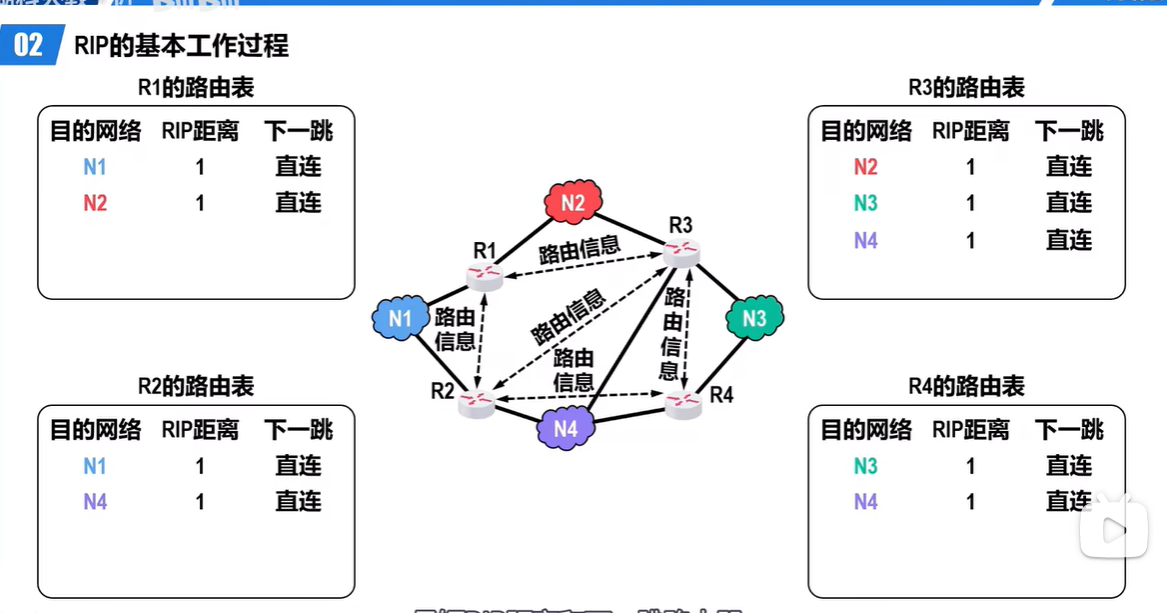 02 RIP的基本工作过程
R1的路由表
目的网络 RIP距离 下一跳
N1 1 直连
N2 1 直连
R3的路由表
目的网络 RIP距离 下一跳
N2 1 直连
N3 1 直连
N4 1 直连
N2
R3
R1
路由信息
N1
路由
信息
路由信息
路
由
信
息
N3
路由
信息
R2
R4
N4
R2的路由表
目的网络 RIP距离 下一跳
N1 1 直连
N4 1 直连
R4的路由表
目的网络 RIP距离 下一跳
N3 1 直连
N4 1 直连